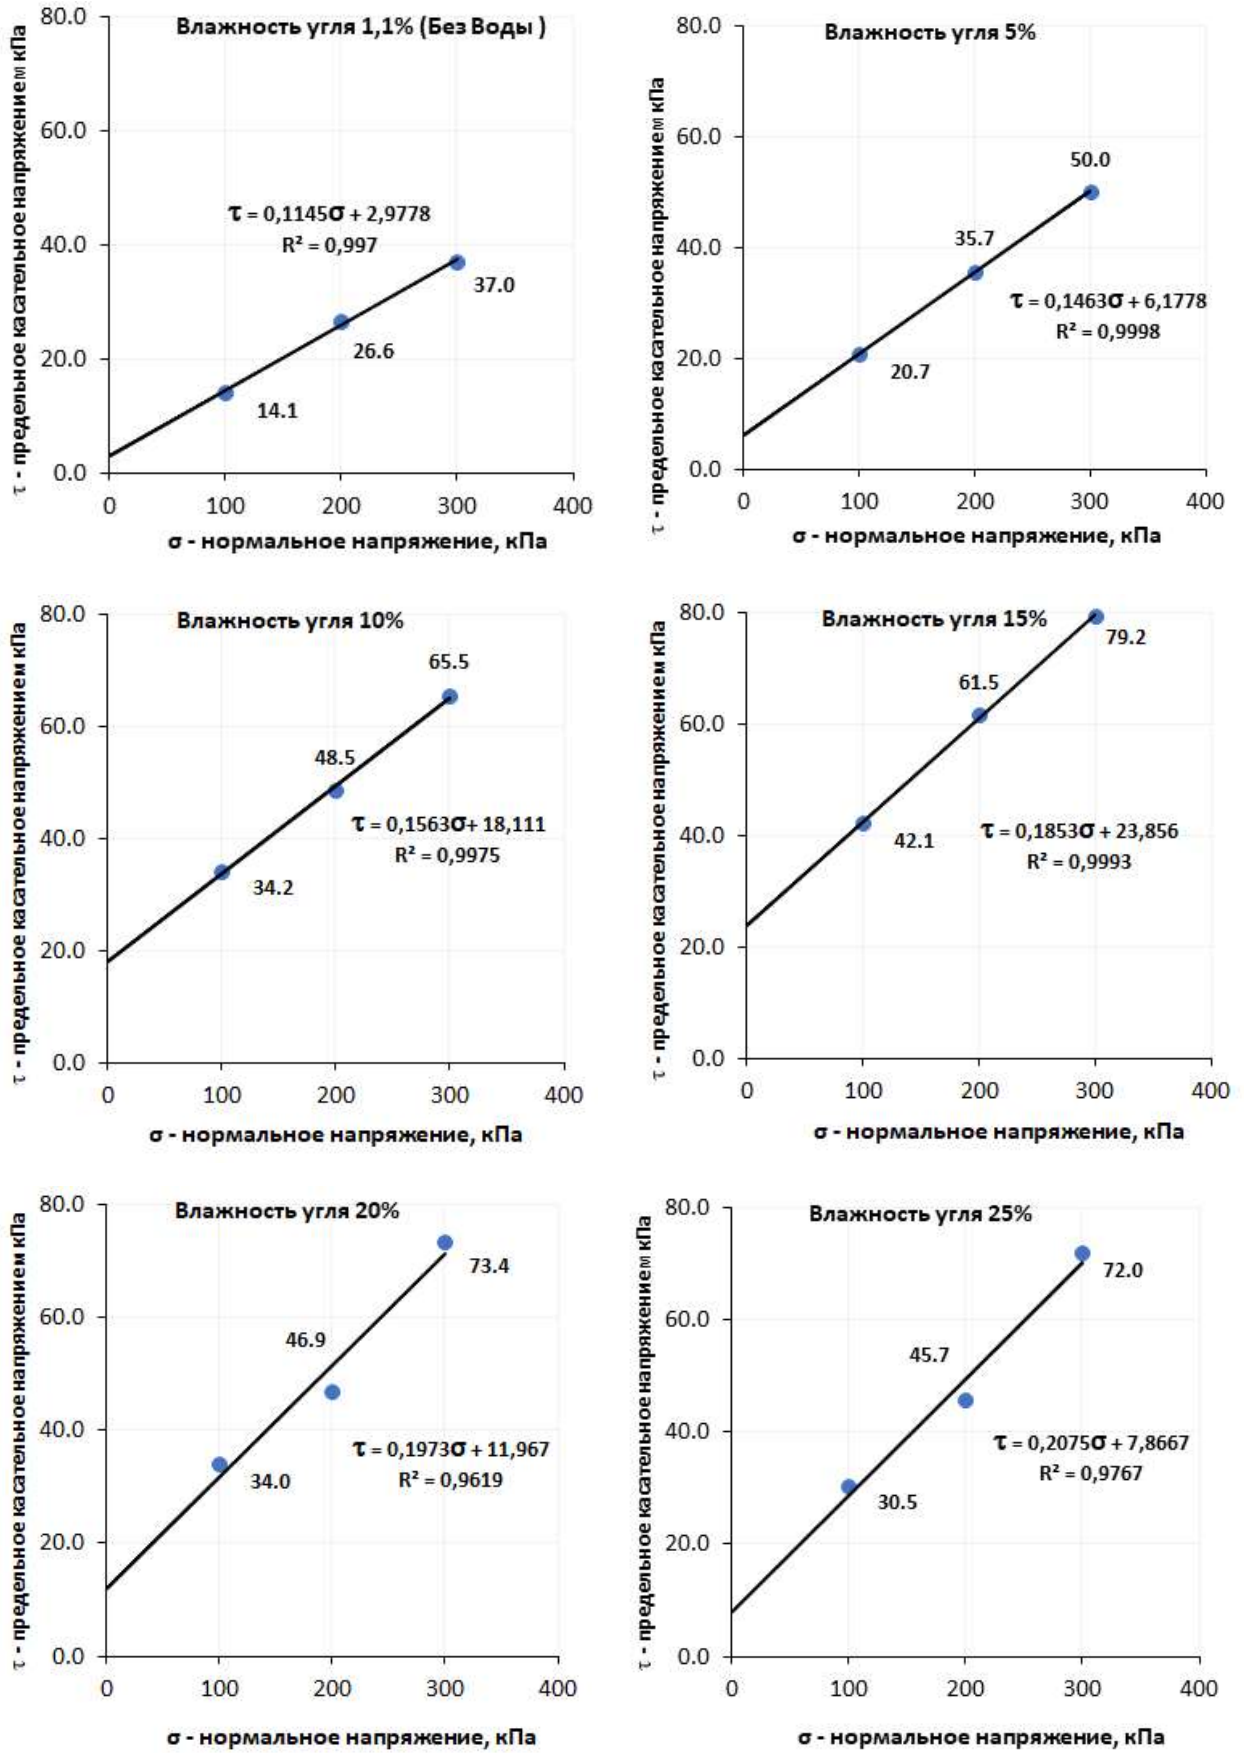 Влажность угля 1,1% (Без Воды )
τ - предельное касательное напряжением кПа
80.0
60.0
40.0
20.0
0.0
τ = 0,1145σ + 2,9778
R² = 0,997
37.0
26.6
14.1
0 100 200 300 400
σ - нормальное напряжение, кПа
Влажность угля 5%
τ - предельное касательное напряжением кПа
80.0
60.0
40.0
20.0
0.0
50.0
35.7
τ = 0,1463σ + 6,1778
R² = 0,9998
20.7
0 100 200 300 400
σ - нормальное напряжение, кПа
Влажность угля 10%
τ - предельное касательное напряжением кПа
80.0
60.0
40.0
20.0
0.0
65.5
48.5
τ = 0,1563σ+ 18,111
R² = 0,9975
34.2
0 100 200 300 400
σ - нормальное напряжение, кПа
Влажность угля 15%
τ - предельное касательное напряжением кПа
80.0
60.0
40.0
20.0
0.0
79.2
61.5
τ = 0,1853σ + 23,856
R² = 0,9993
42.1
0 100 200 300 400
σ - нормальное напряжение, кПа
Влажность угля 20%
τ - предельное касательное напряжением кПа
80.0
60.0
40.0
20.0
0.0
73.4
46.9
τ = 0,1973σ + 11,967
R² = 0,9619
34.0
0 100 200 300 400
σ - нормальное напряжение, кПа
Влажность угля 25%
τ - предельное касательное напряжением кПа
80.0
60.0
40.0
20.0
0.0
72.0
45.7
τ = 0,2075σ + 7,8667
R² = 0,9767
30.5
0 100 200 300 400
σ - нормальное напряжение, кПа